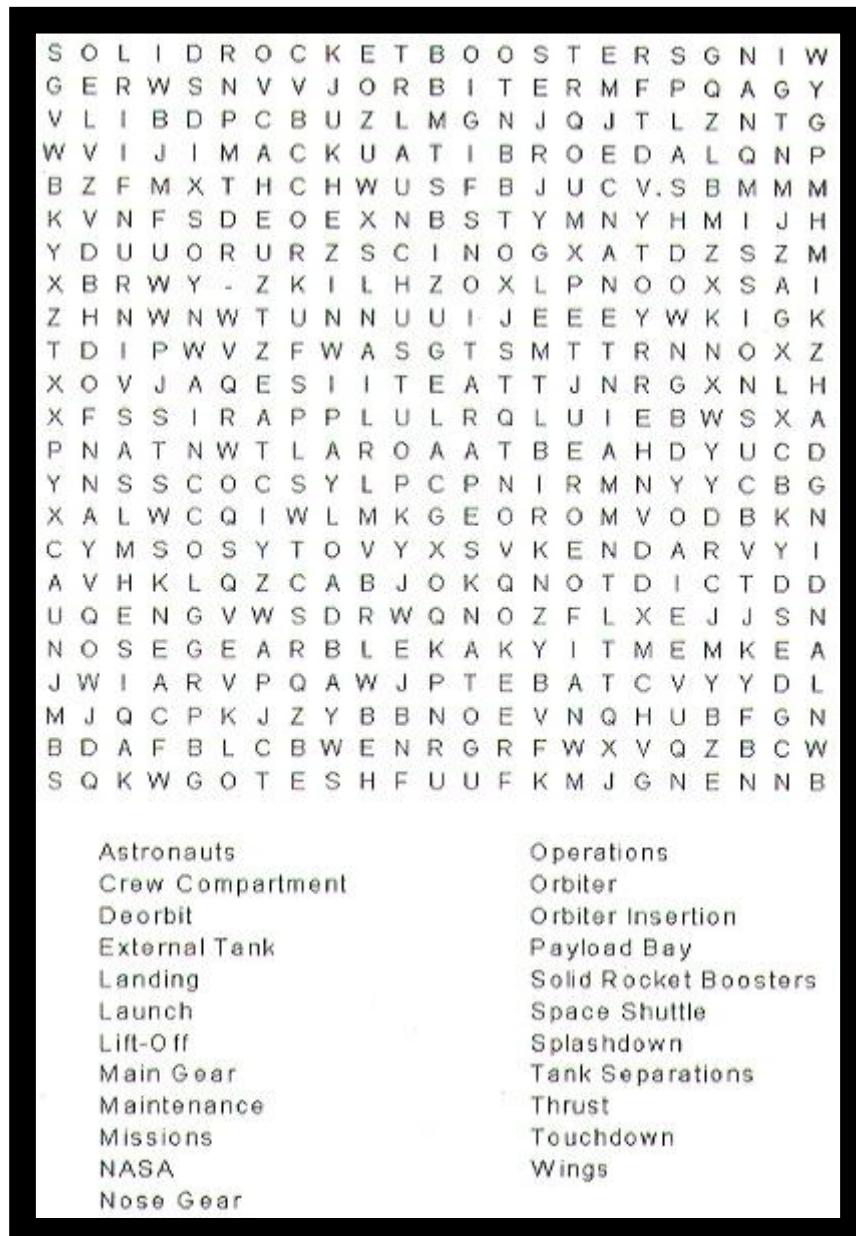 S O L I D R O C K E T B O O S T E R S G N I W
G E R W S N V V J O R B I T E R M F P Q A G Y
V L I B D P C B U Z L M G N J Q J T L Z N T G
W V I J I M A C K U A T I B R O E D A L Q N P
B Z F M X T H C H W U S F B J U C V . S B M M M
K V N F S D E O E X N B S T Y M N Y H M I J H
Y D U U O R U R Z S C I N O G X A T D Z S Z M
X B R W Y - Z K I L H Z O X L P N O O X S A I
Z H N W N W T U N N U U I J E E E Y W K I G K
T D I P W V Z F W A S G T S M T T R N N O X Z
X O V J A Q E S I I T E A T T J N R G X N L H
X F S S I R A P P L U L R Q L U I E B W S X A
P N A T N W T L A R O A A T B E A H D Y U C D
Y N S S C O C S Y L P C P N I R M N Y Y C B G
X A L W C Q I W L M K G E O R O M V O D B K N
C Y M S O S Y T O V Y X S V K E N D A R V Y I
A V H K L Q Z C A B J O K Q N O T D I C T D D
U Q E N G V W S D R W Q N O Z F L X E J J S N
N O S E G E A R B L E K A K Y I T M E M K E A
J W I A R V P Q A W J P T E B A T C V Y Y D L
M J Q C P K J Z Y B B N O E V N Q H U B F G N
B D A F B L C B W E N R G R F W X V Q Z B C W
S Q K W G O T E S H F U U F K M J G N E N N B
Astronauts
Crew Compartment
Deorbit
External Tank
Landing
Launch
Lift-Off
Main Gear
Maintenance
Missions
NASA
Nose Gear
Operations
Orbiter
Orbiter Insertion
Payload Bay
Solid Rocket Boosters
Space Shuttle
Splashdown
Tank Separations
Thrust
Touchdown
Wings